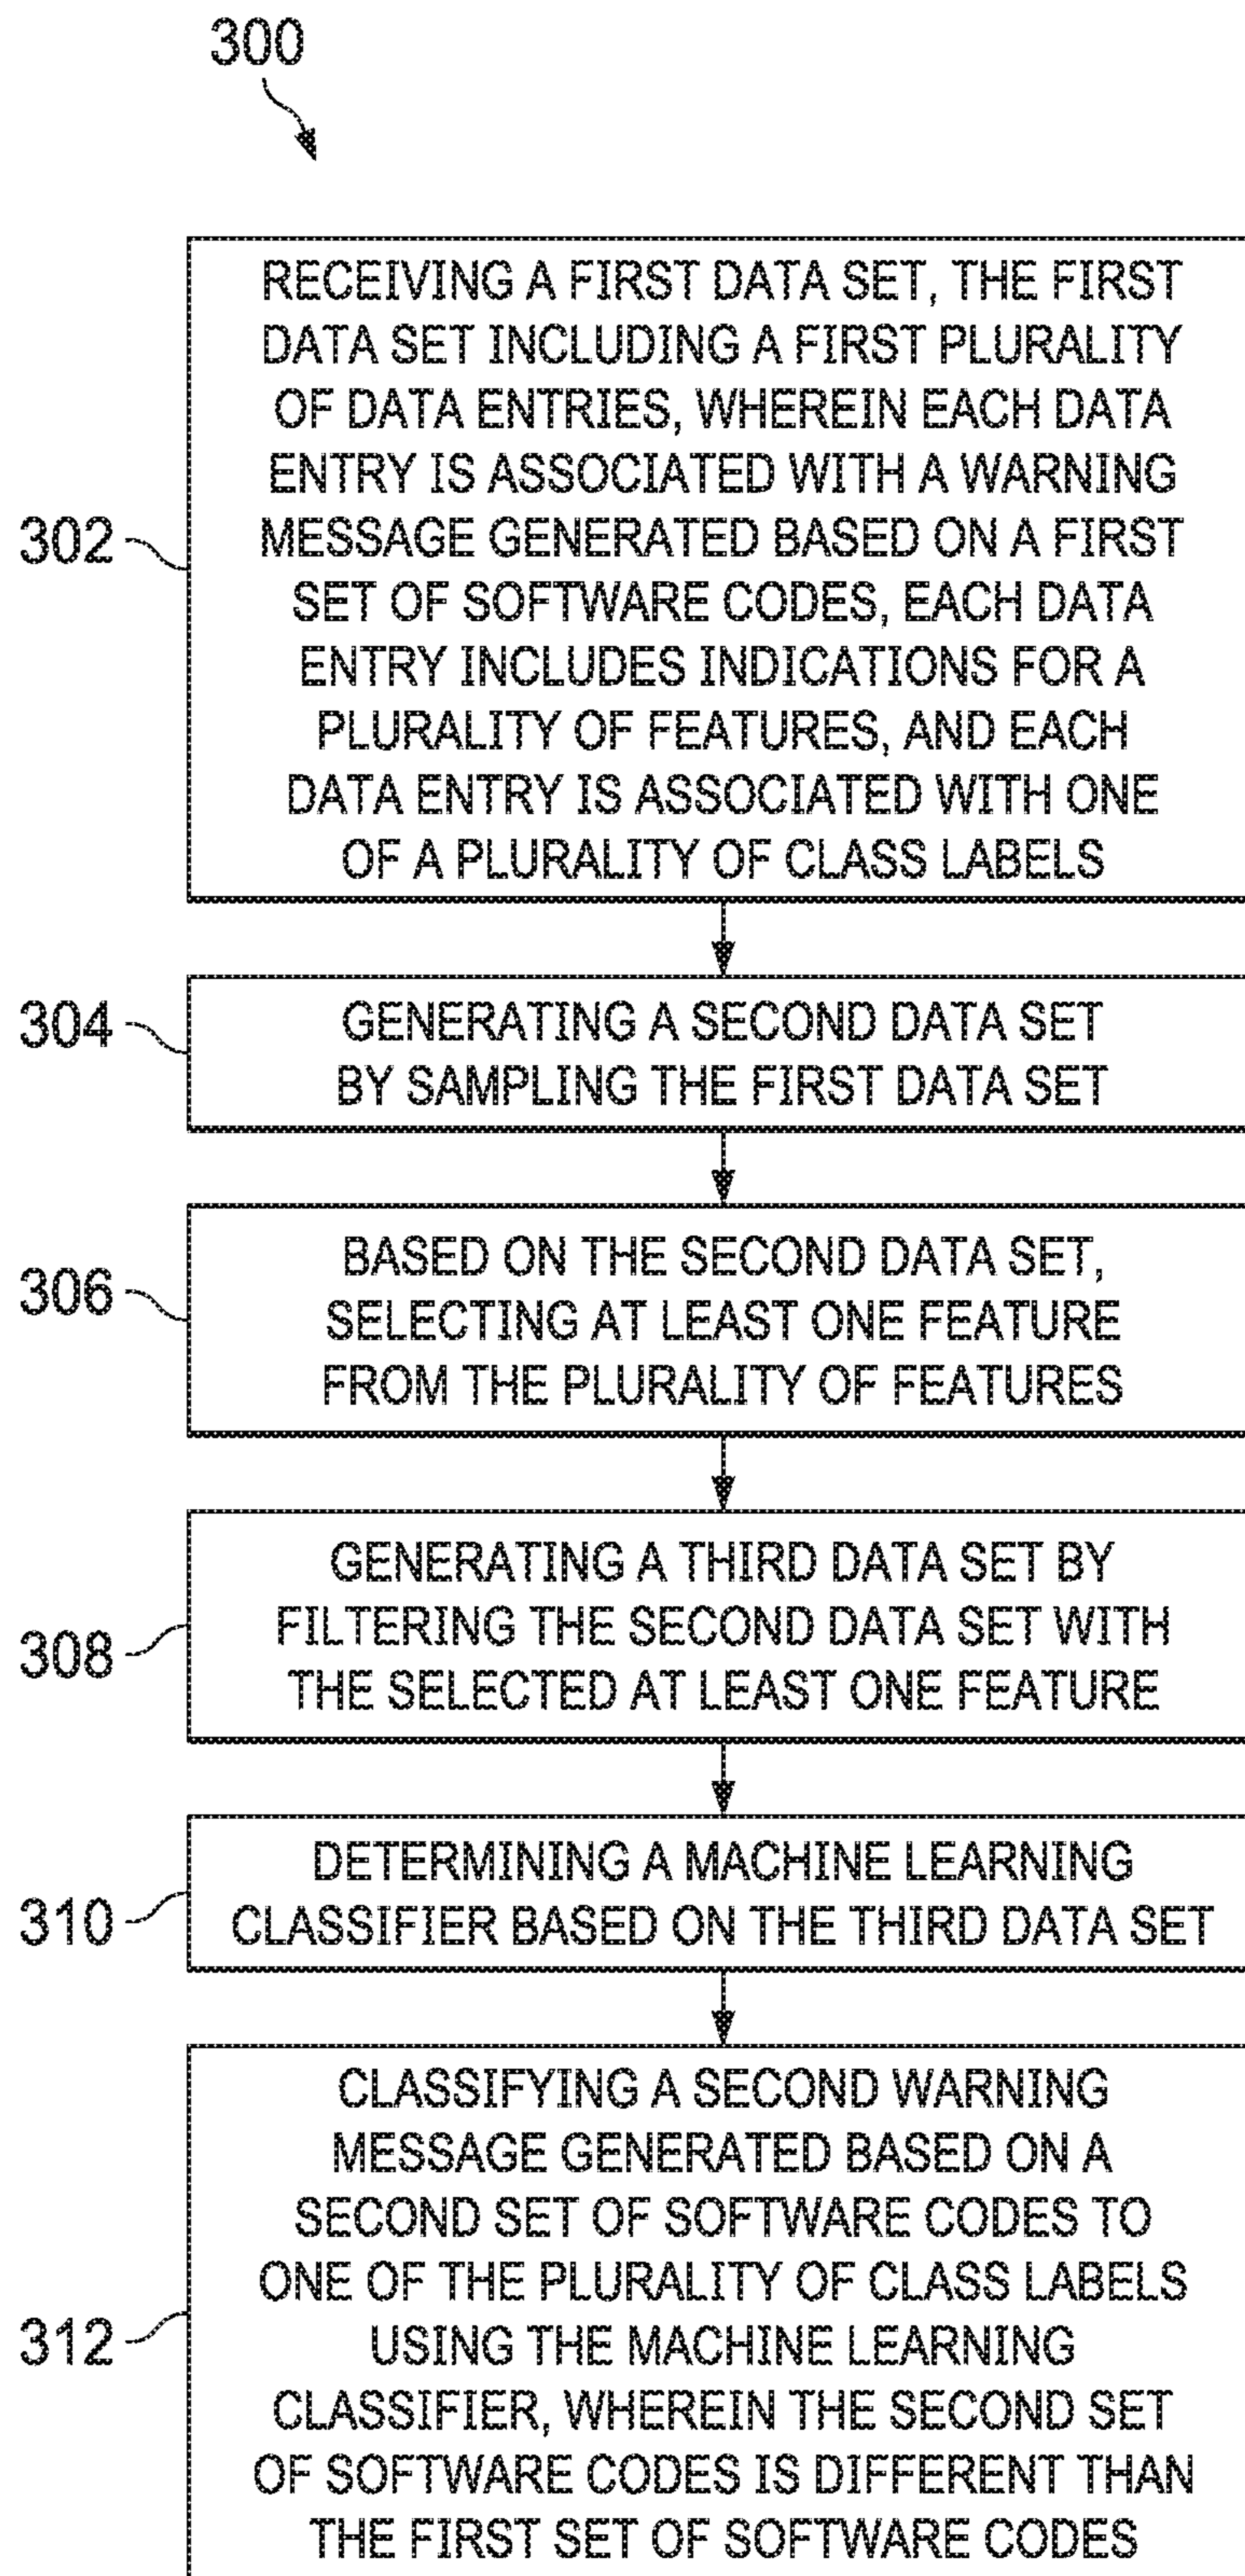 300
RECEIVING A FIRST DATA SET, THE FIRST
DATA SET INCLUDING A FIRST PLURALITY
OF DATA ENTRIES, WHEREIN EACH DATA
ENTRY IS ASSOCIATED WITH A WARNING
302
MESSAGE GENERATED BASED ON A FIRST
SET OF SOFTWARE CODES, EACH DATA
ENTRY INCLUDES INDICATIONS FOR A
PLURALITY OF FEATURES, AND EACH
DATA ENTRY IS ASSOCIATED WITH ONE
OF A PLURALITY OF CLASS LABELS
304
GENERATING A SECOND DATA SET
BY SAMPLING THE FIRST DATA SET
306
BASED ON THE SECOND DATA SET,
SELECTING AT LEAST ONE FEATURE
FROM THE PLURALITY OF FEATURES
308
GENERATING A THIRD DATA SET BY
FILTERING THE SECOND DATA SET WITH
THE SELECTED AT LEAST ONE FEATURE
310
DETERMINING A MACHINE LEARNING
CLASSIFIER BASED ON THE THIRD DATA SET
312
CLASSIFYING A SECOND WARNING
MESSAGE GENERATED BASED ON A
SECOND SET OF SOFTWARE CODES TO
ONE OF THE PLURALITY OF CLASS LABELS
USING THE MACHINE LEARNING
CLASSIFIER, WHEREIN THE SECOND SET
OF SOFTWARE CODES IS DIFFERENT THAN
THE FIRST SET OF SOFTWARE CODES